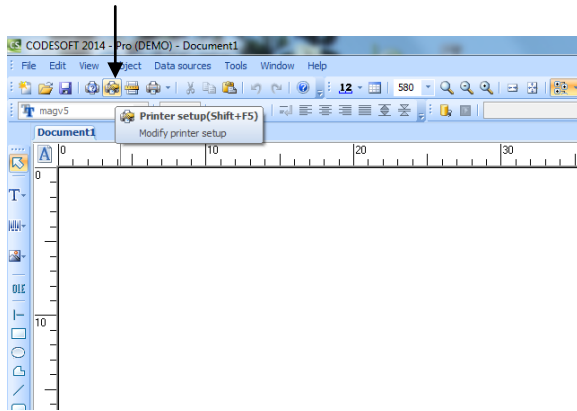 CODESOFT 2014 - Pro (DEMO) - Document1
File Edit View Object Data sources Tools Window Help
12 580
magv5
Printer setup(Shift+F5)
Modify printer setup
Document1
A 0 10 20 30
0
T
OLE
10